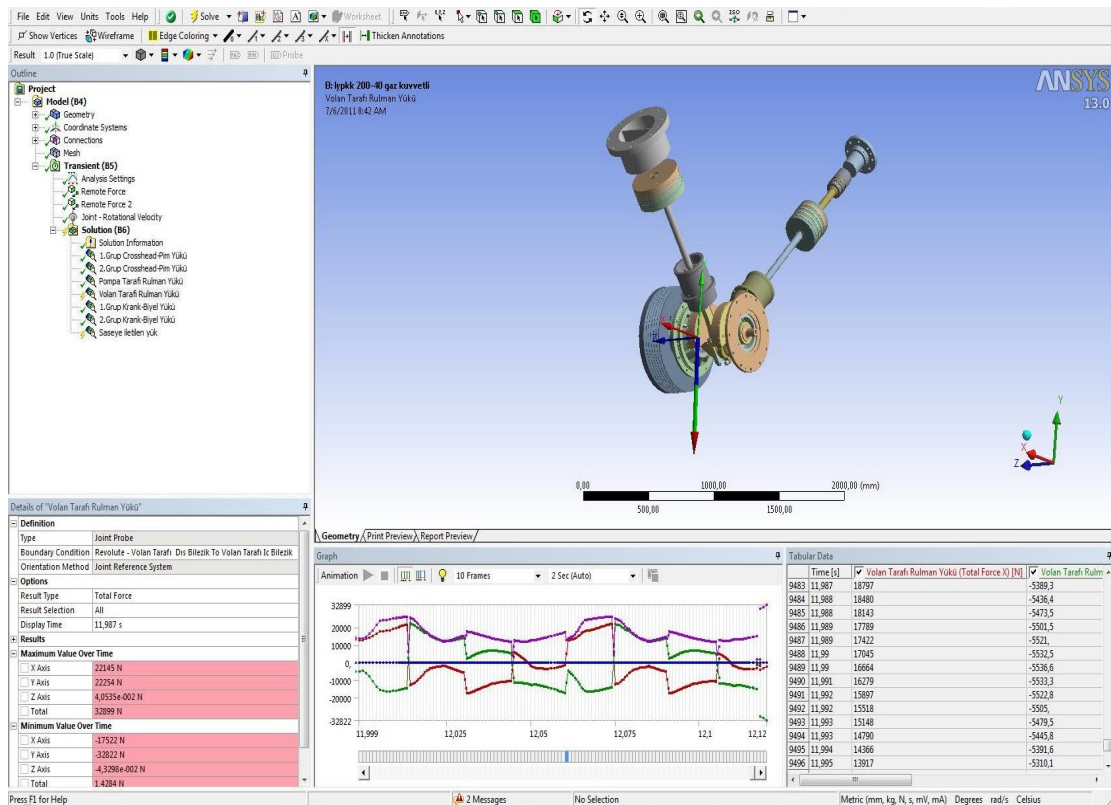 File Edit View Units Tools Help Solve Worksheet
Show Vertices Wireframe Edge Coloring Thicken Annotations
Result 1.0 (True Scale) Probe
Outline
Project
Model (B4)
Geometry
Coordinate Systems
Connections
Mesh
Transient (B5)
Analysis Settings
Remote Force
Remote Force 2
Joint - Rotational Velocity
Solution (B6)
Solution Information
1.Grup Crosshead-Pim Yükü
2.Grup Crosshead-Pim Yükü
Pompa Tarafı Rulman Yükü
Volan Tarafı Rulman Yükü
1.Grup Krank-Biyel Yükü
2.Grup Krank-Biyel Yükü
Saseye iletilen yük
B: lypkk 200-40 gaz kuvvetli
Volan Tarafı Rulman Yükü
7/6/2011 8:42 AM
ANSYS
13.0
Y
X
Z
0,00 1000,00 2000,00 (mm)
500,00 1500,00
Geometry Print Preview Report Preview
Details of "Volan Tarafı Rulman Yükü"
Definition
Type Joint Probe
Boundary Condition Revolute - Volan Tarafı Dıs Bilezik To Volan Tarafı Ic Bilezik
Orientation Method Joint Reference System
Options
Result Type Total Force
Result Selection All
Display Time 11,987 s
Results
Maximum Value Over Time
X Axis 22145 N
Y Axis 22254 N
Z Axis 4,0535e-002 N
Total 32899 N
Minimum Value Over Time
X Axis -17522 N
Y Axis -32822 N
Z Axis -4,3298e-002 N
Total 1,4284 N
Graph
Animation 10 Frames 2 Sec (Auto)
32899
20000
10000
0,
-10000
-20000
-32822
11,999 12,025 12,05 12,075 12,1 12,12
Tabular Data
Time [s] Volan Tarafı Rulman Yükü (Total Force X) [N] Volan Tarafı Rulm
9483 11,987 18797 -5389,3
9484 11,988 18480 -5436,4
9485 11,988 18143 -5473,5
9486 11,989 17789 -5501,5
9487 11,989 17422 -5521,
9488 11,99 17045 -5532,5
9489 11,99 16664 -5536,6
9490 11,991 16279 -5533,3
9491 11,992 15897 -5522,8
9492 11,992 15518 -5505,
9493 11,993 15148 -5479,5
9494 11,993 14790 -5445,8
9495 11,994 14366 -5391,6
9496 11,995 13917 -5310,1
Press F1 for Help 2 Messages No Selection Metric (mm, kg, N, s, mV, mA) Degrees rad/s Celsius